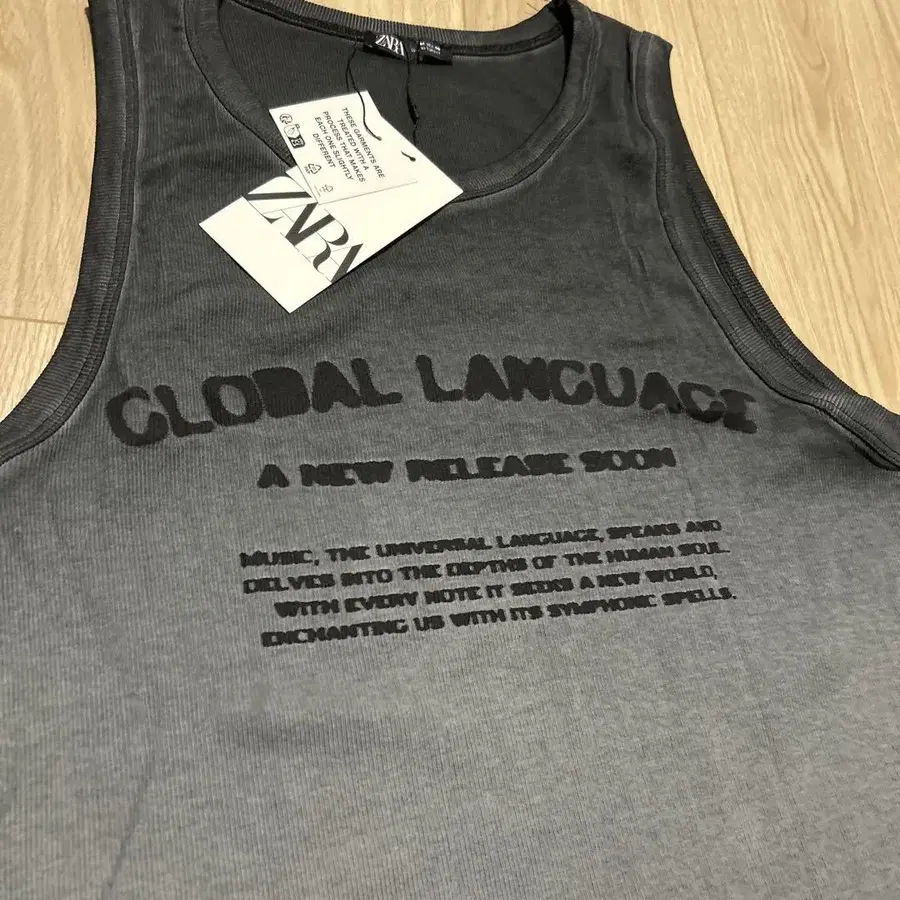 ZARA
THESE GARMENTS ARE
TREATED WITH A
PROCESS THAT MAKES
EACH ONE SLIGHTLY
DIFFERENT
ZARA
GLOBAL LANGUAGE
A NEW RELEASE SOON
MUSIC, THE UNIVERSAL LANGUAGE, SPEAKS AND
DELVES INTO THE DEPTHS OF THE HUMAN SOUL.
WITH EVERY NOTE IT SEEKS A NEW WORLD,
ENCHANTING US WITH ITS SYMPHONIC SPELLS.